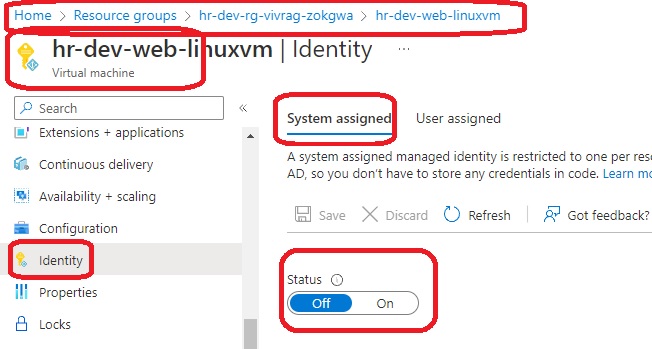 Home > Resource groups > hr-dev-rg-vivrag-zokgwa > hr-dev-web-linuxvm
hr-dev-web-linuxvm | Identity ...
Virtual machine
Search «
Extensions + applications
Continuous delivery
Availability + scaling
Configuration
Identity
Properties
Locks
System assigned User assigned
A system assigned managed identity is restricted to one per
AD, so you don't have to store any credentials in code. Learn
Save Discard Refresh Got feedback?
Status
Off On